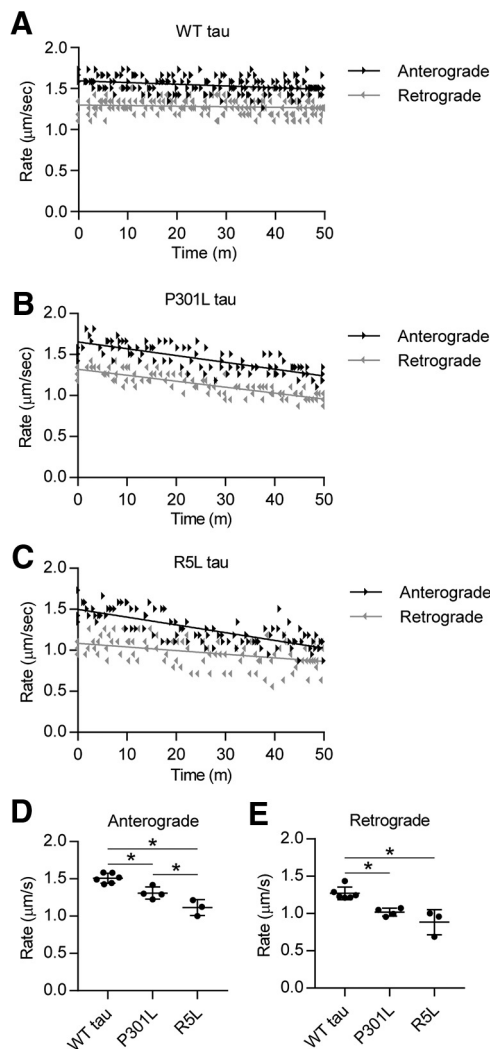 A
WT tau
2.0
1.5
1.0
0.5
0.0
Rate (μm/sec)
0 10 20 30 40 50
Time (m)
Anterograde
Retrograde
B
P301L tau
2.0
1.5
1.0
0.5
0.0
Rate (μm/sec)
0 10 20 30 40 50
Time (m)
Anterograde
Retrograde
C
R5L tau
2.0
1.5
1.0
0.5
0.0
Rate (μm/sec)
0 10 20 30 40 50
Time (m)
Anterograde
Retrograde
D
Anterograde
2.0
1.5
1.0
0.5
0.0
Rate (μm/s)
*
* *
WT tau P301L R5L
E
Retrograde
2.0
1.5
1.0
0.5
0.0
Rate (μm/s)
*
*
WT tau P301L R5L